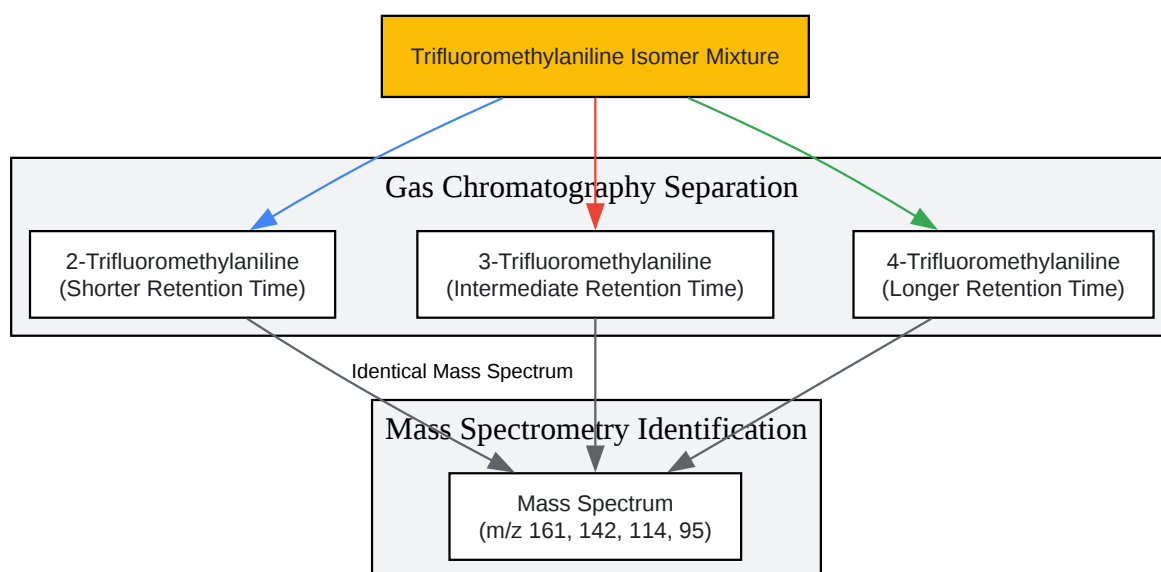 Trifluoromethylaniline Isomer Mixture
Gas Chromatography Separation
2-Trifluoromethylaniline
(Shorter Retention Time)
3-Trifluoromethylaniline
(Intermediate Retention Time)
4-Trifluoromethylaniline
(Longer Retention Time)
Identical Mass Spectrum
Mass Spectrometry Identification
Mass Spectrum
(m/z 161, 142, 114, 95)